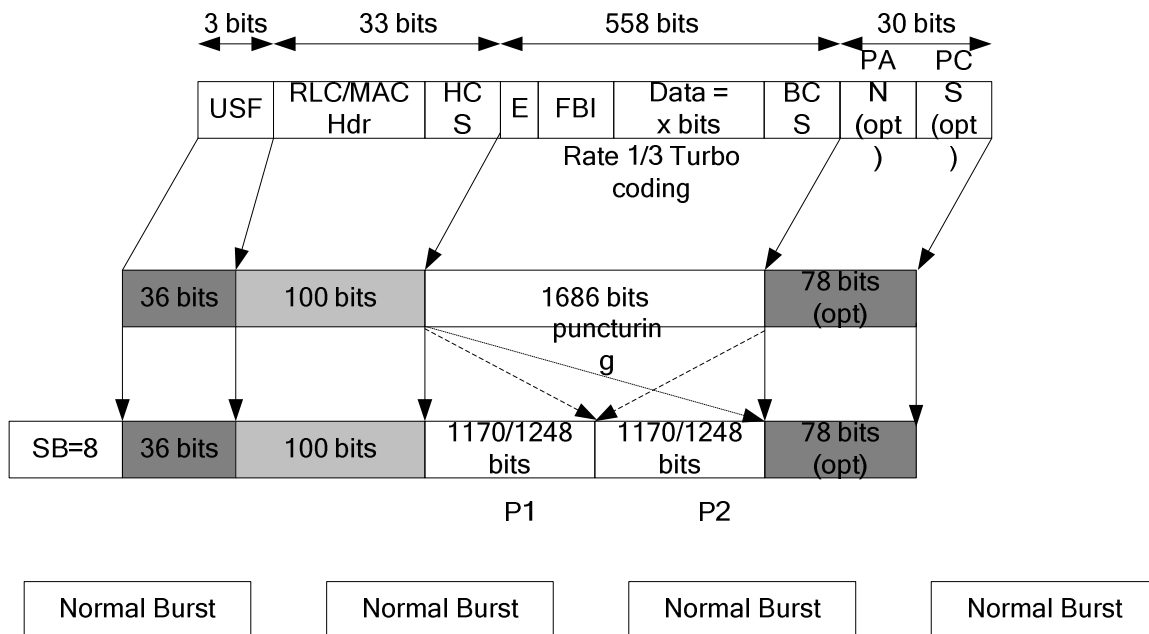 3 bits
33 bits
558 bits
30 bits
USF
RLC/MAC
Hdr
HC
S
E
FBI
Data =
x bits
BC
S
PA
N
(opt
)
PC
S
(opt
)
Rate 1/3 Turbo
coding
36 bits
100 bits
1686 bits
78 bits
(opt)
puncturin
g
SB=8
36 bits
100 bits
1170/1248
bits
1170/1248
bits
78 bits
(opt)
P1
P2
Normal Burst
Normal Burst
Normal Burst
Normal Burst